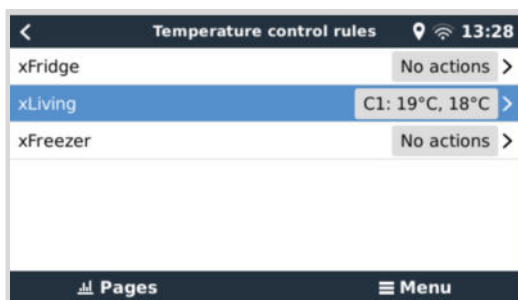 Temperature control rules 13:28
xFridge No actions
xLiving C1: 19°C, 18°C
xFreezer No actions
Pages Menu